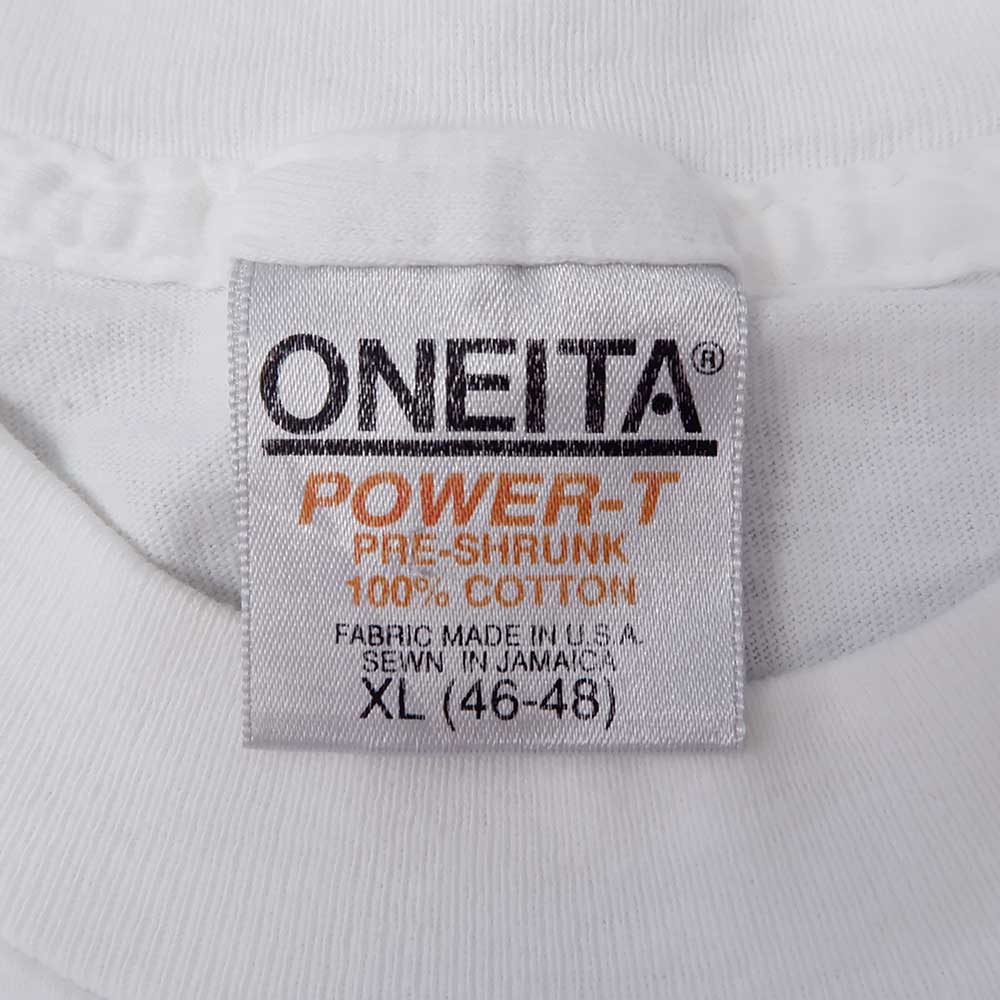 ONEITA®
POWER-T
PRE-SHRUNK
100% COTTON
FABRIC MADE IN U.S.A.
SEWN IN JAMAICA
XL (46-48)